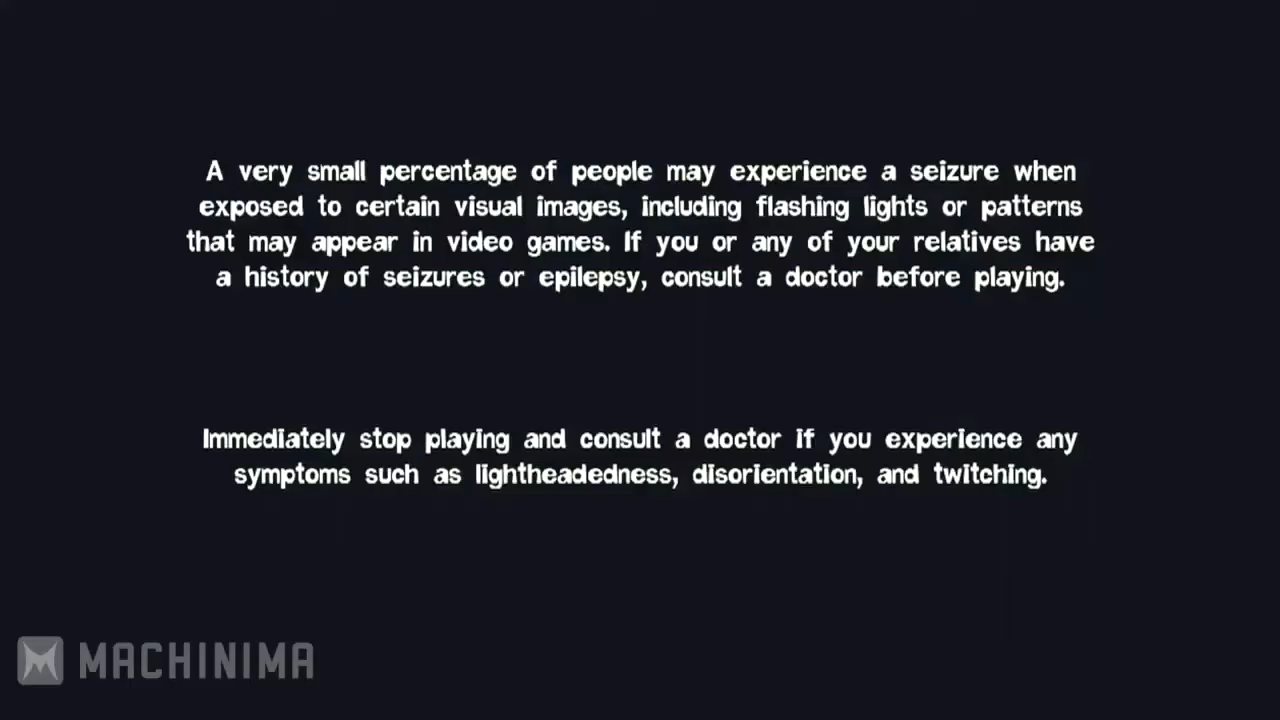 A very small percentage of people may experience a seizure when
exposed to certain visual images, including flashing lights or patterns
that may appear in video games. If you or any of your relatives have
a history of seizures or epilepsy, consult a doctor before playing.
Immediately stop playing and consult a doctor if you experience any
symptoms such as lightheadedness, disorientation, and twitching.
MACHINIMA